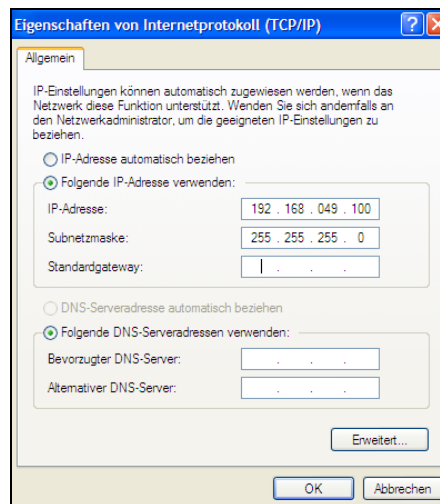 Eigenschaften von Internetprotokoll (TCP/IP)
Allgemein
IP-Einstellungen können automatisch zugewiesen werden, wenn das
Netzwerk diese Funktion unterstützt. Wenden Sie sich andernfalls an
den Netzwerkadministrator, um die geeigneten IP-Einstellungen zu
beziehen.
IP-Adresse automatisch beziehen
Folgende IP-Adresse verwenden:
IP-Adresse: 192 . 168 . 049 . 100
Subnetzmaske: 255 . 255 . 255 . 0
Standardgateway: . . .
DNS-Serveradresse automatisch beziehen
Folgende DNS-Serveradressen verwenden:
Bevorzugter DNS-Server: . . .
Alternativer DNS-Server: . . .
Erweitert...
OK Abbrechen